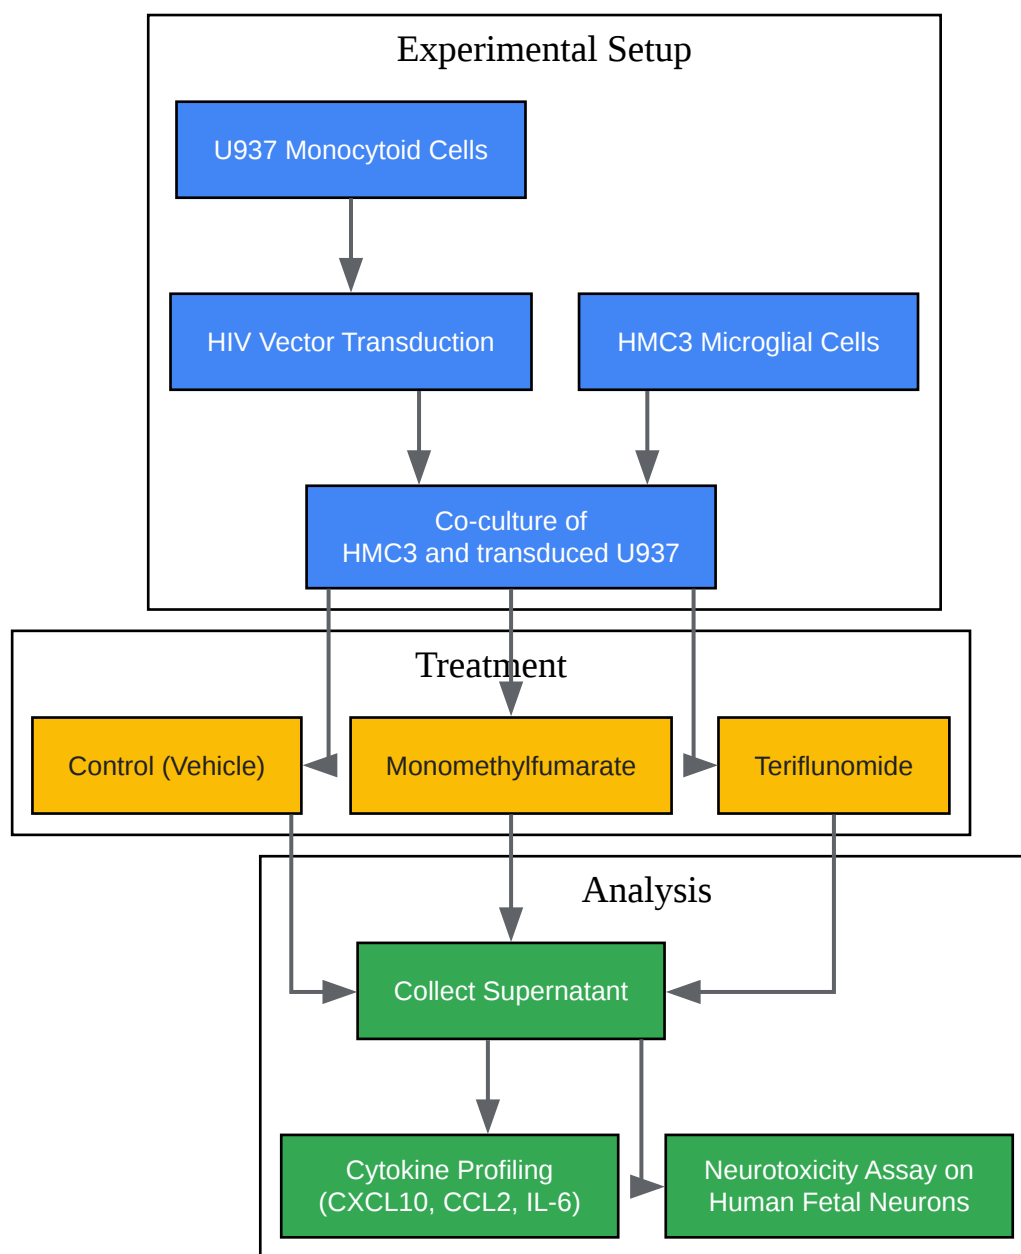 Experimental Setup
U937 Monocytoid Cells
HIV Vector Transduction
HMC3 Microglial Cells
Co-culture of
HMC3 and transduced U937
Treatment
Control (Vehicle)
Monomethylfumarate
Teriflunomide
Analysis
Collect Supernatant
Cytokine Profiling
(CXCL10, CCL2, IL-6)
Neurotoxicity Assay on
Human Fetal Neurons